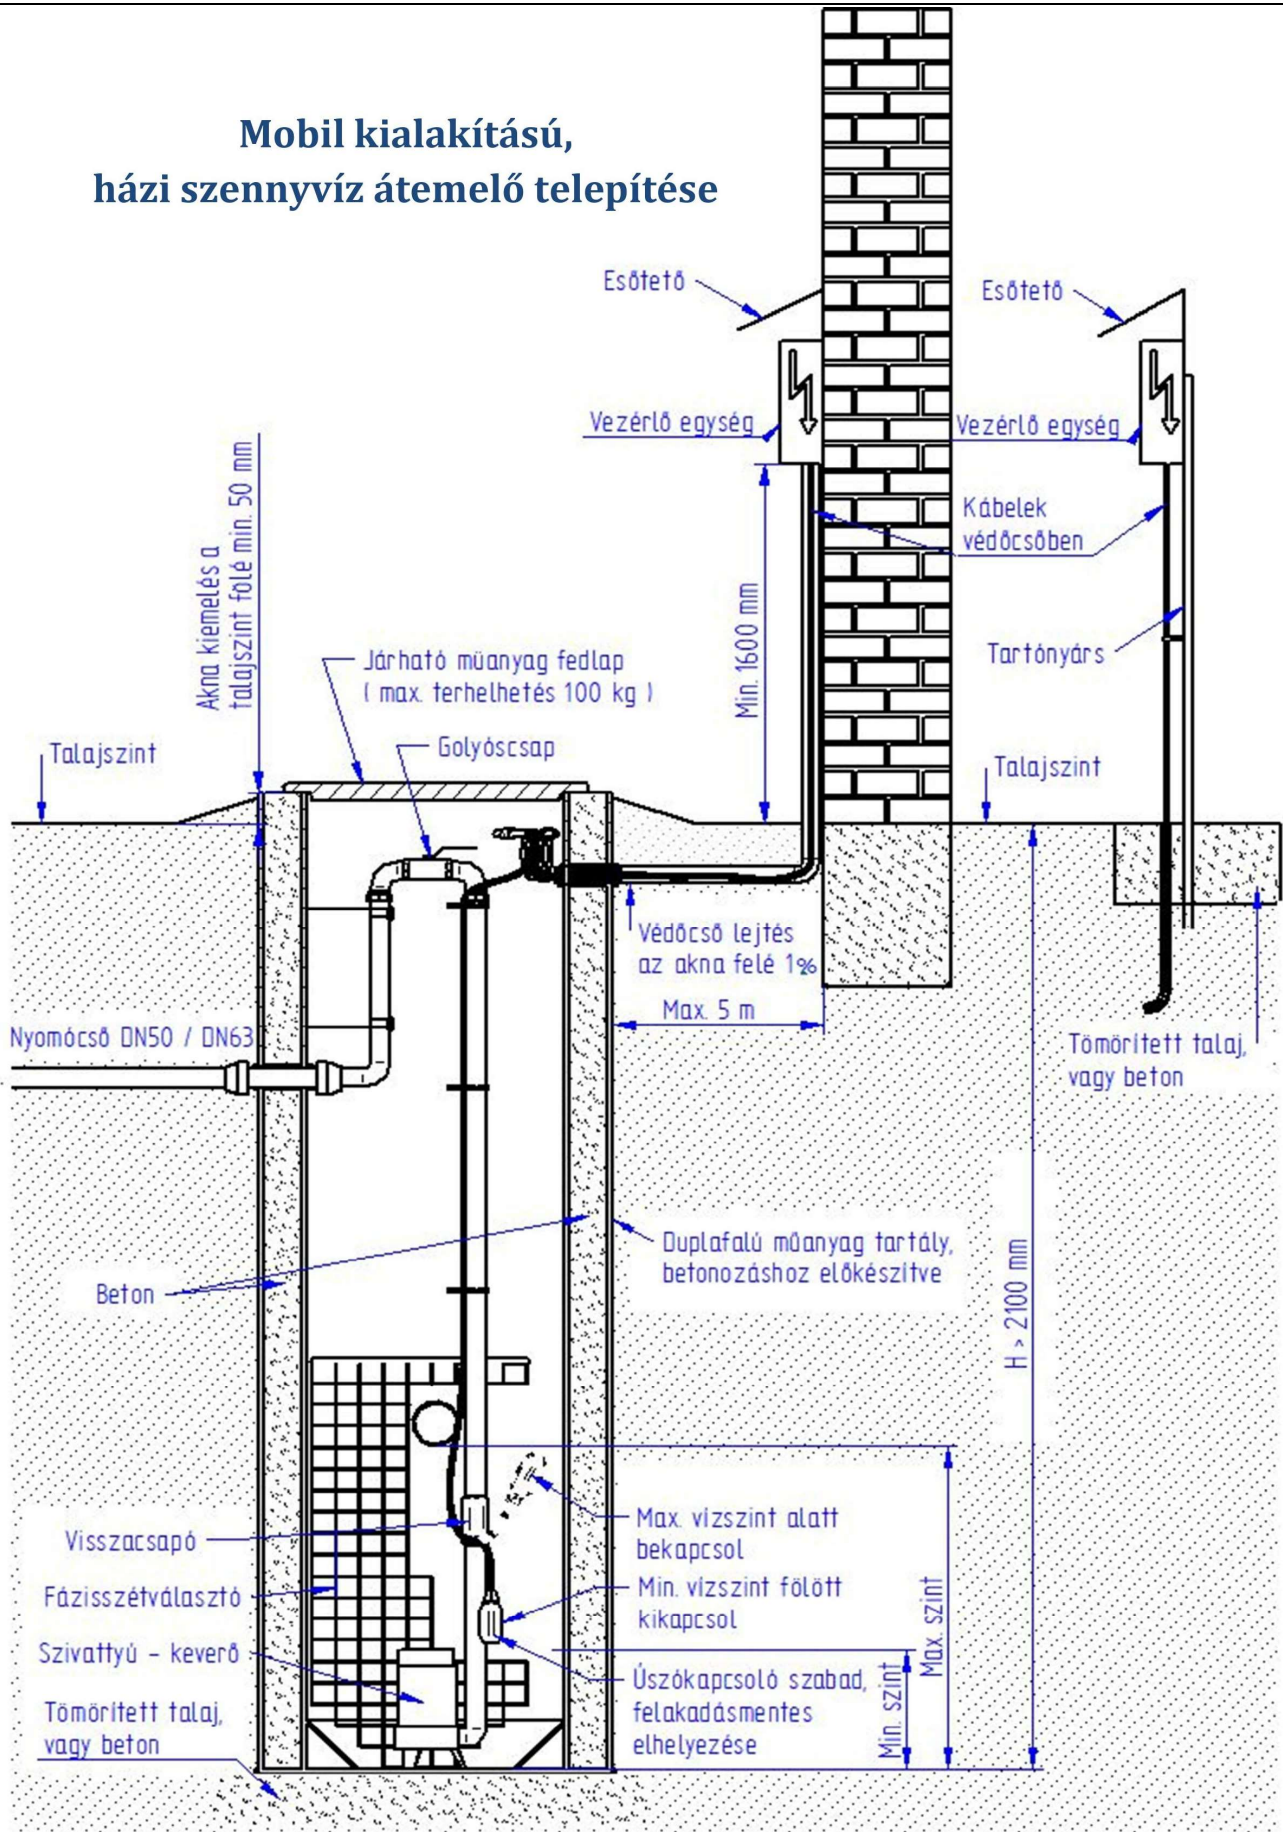 Mobil kialakítású,
házi szennyvíz átemelő telepítése
Esőtető
Esőtető
Vezérlő egység
Vezérlő egység
Akna kiemelés a
talajszint fölé min. 50 mm
Kábelek
védőcsőben
Min. 1600 mm
Tartónyárs
Járható műanyag fedlap
( max. terhelhetés 100 kg )
Golyóscsap
Talajszint
Talajszint
Védőcső lejtés
az akna felé 1%
Max. 5 m
Nyomócső DN50 / DN63
Tömörített talaj,
vagy beton
Duplafalú műanyag tartály,
betonozáshoz előkészítve
Beton
H > 2100 mm
Visszacsapó
Max. vízszint alatt
bekapcsol
Fázisszétválasztó
Min. vízszint fölött
kikapcsol
Szivattyú - keverő
Úszókapcsoló szabad,
felakadásmentes
elhelyezése
Min. szint
Max. szint
Tömörített talaj,
vagy beton